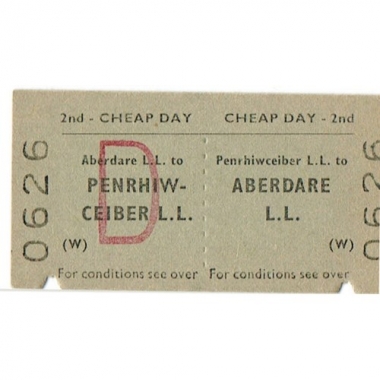 2nd - CHEAP DAY
Aberdare L.L. to
PENRHIW-
CEIBER L.L.
(W)
For conditions see over
D
0626
CHEAP DAY - 2nd
Penrhiwceiber L.L. to
ABERDARE
L.L.
(W)
For conditions see over
0626